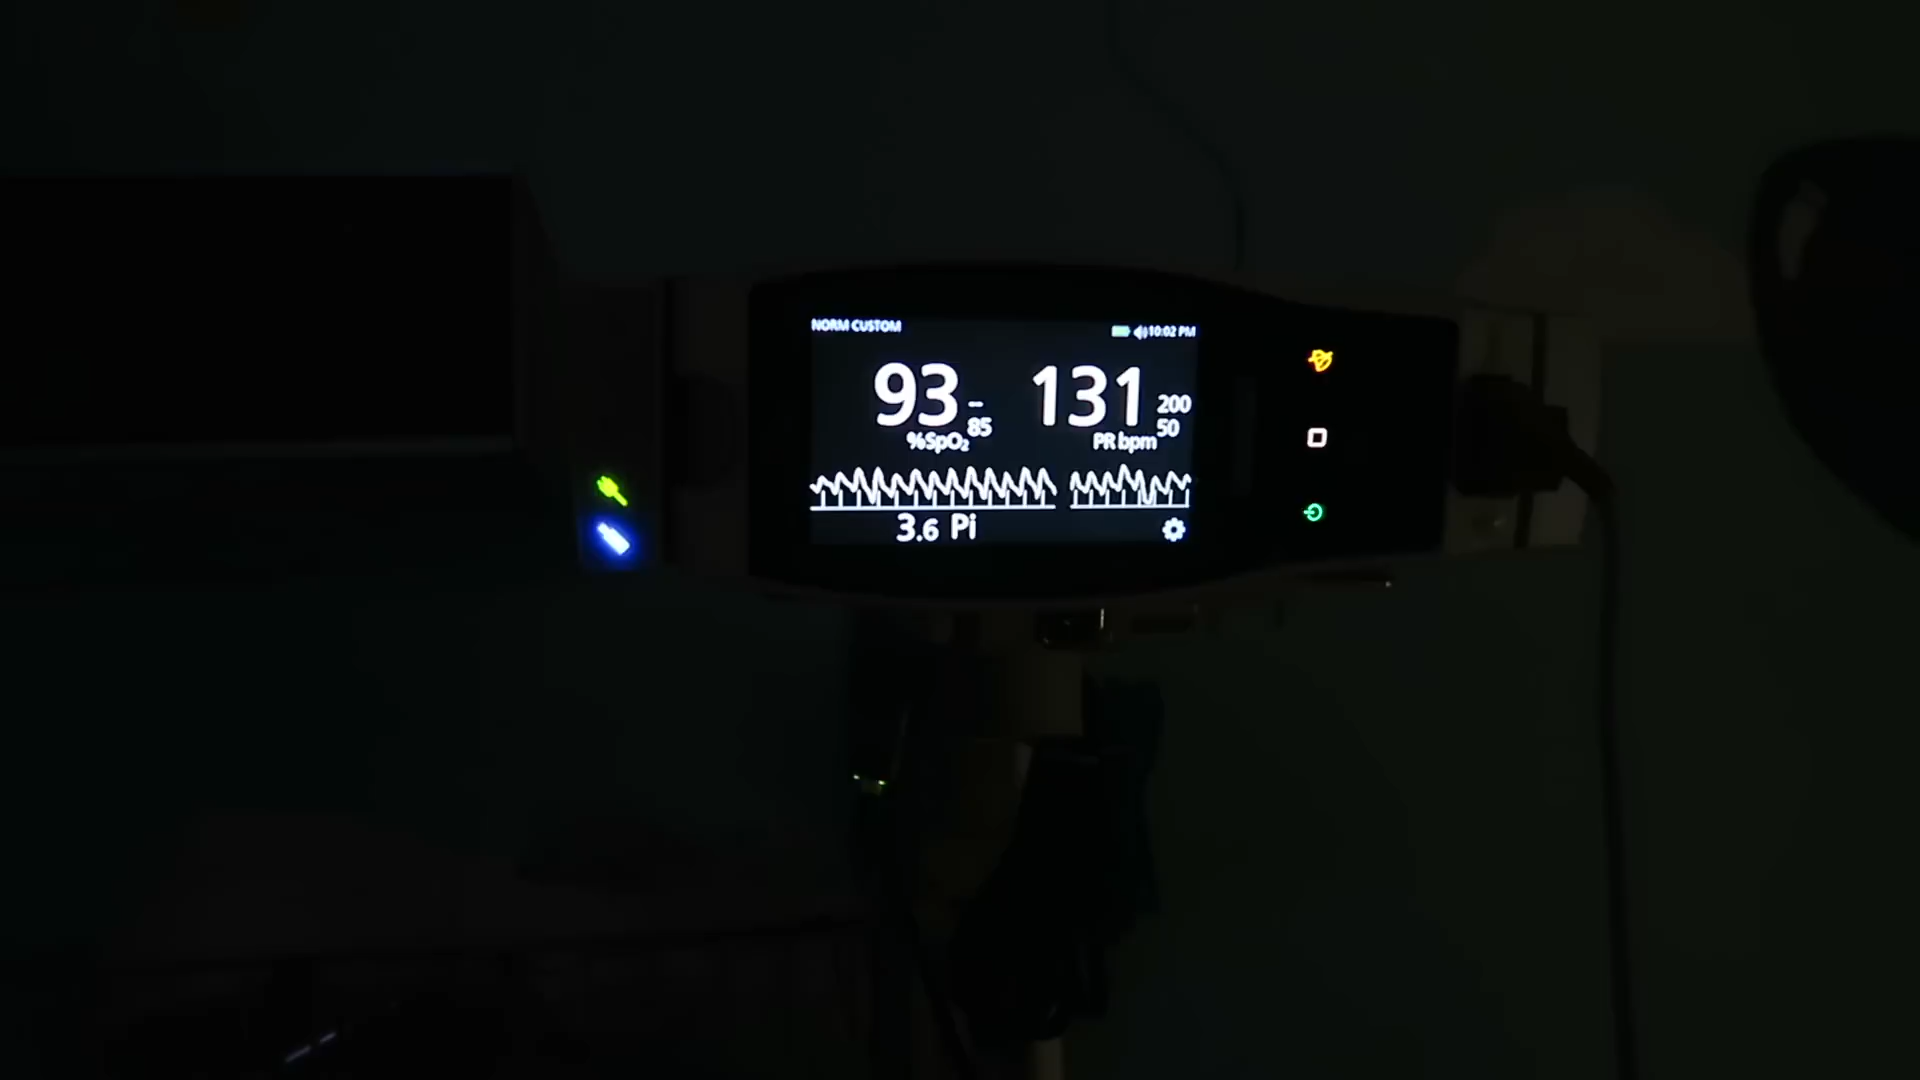 NORM CUSTOM
10:02 PM
93 -- 85
%SpO₂
131 200 50
PR bpm
3.6 Pi